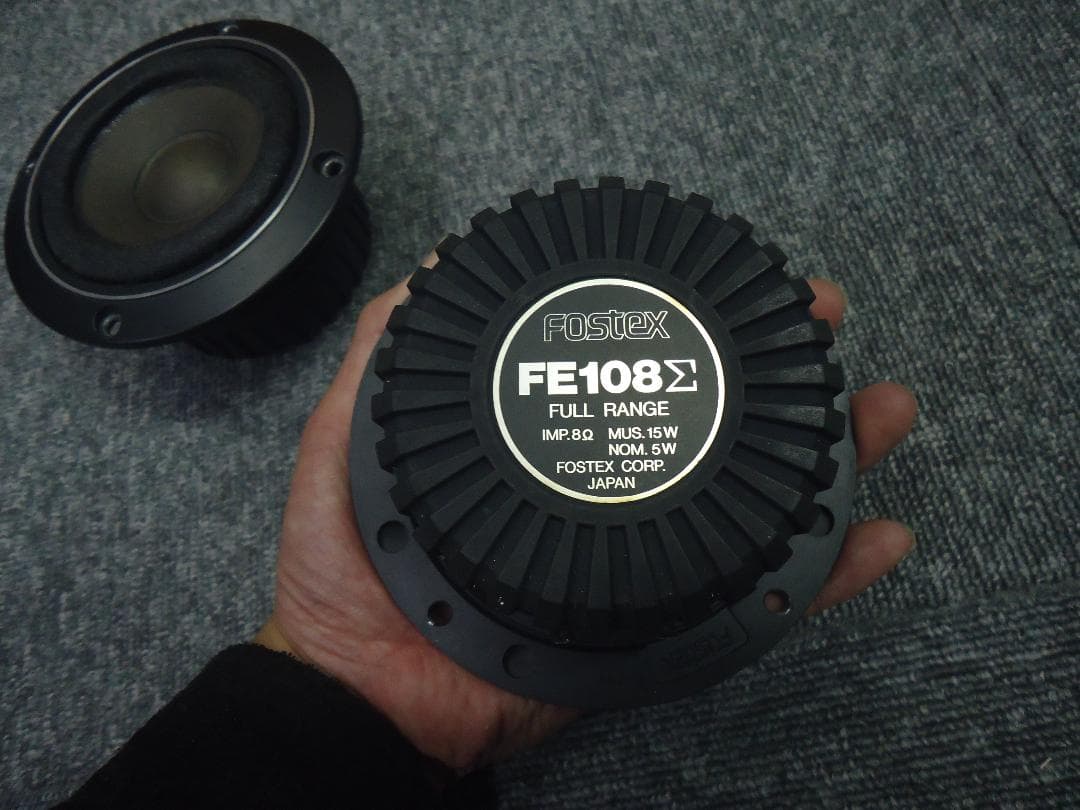 Fostex
FE108Σ
FULL RANGE
IMP.8Ω MUS.15W
NOM.5W
FOSTEX CORP.
JAPAN